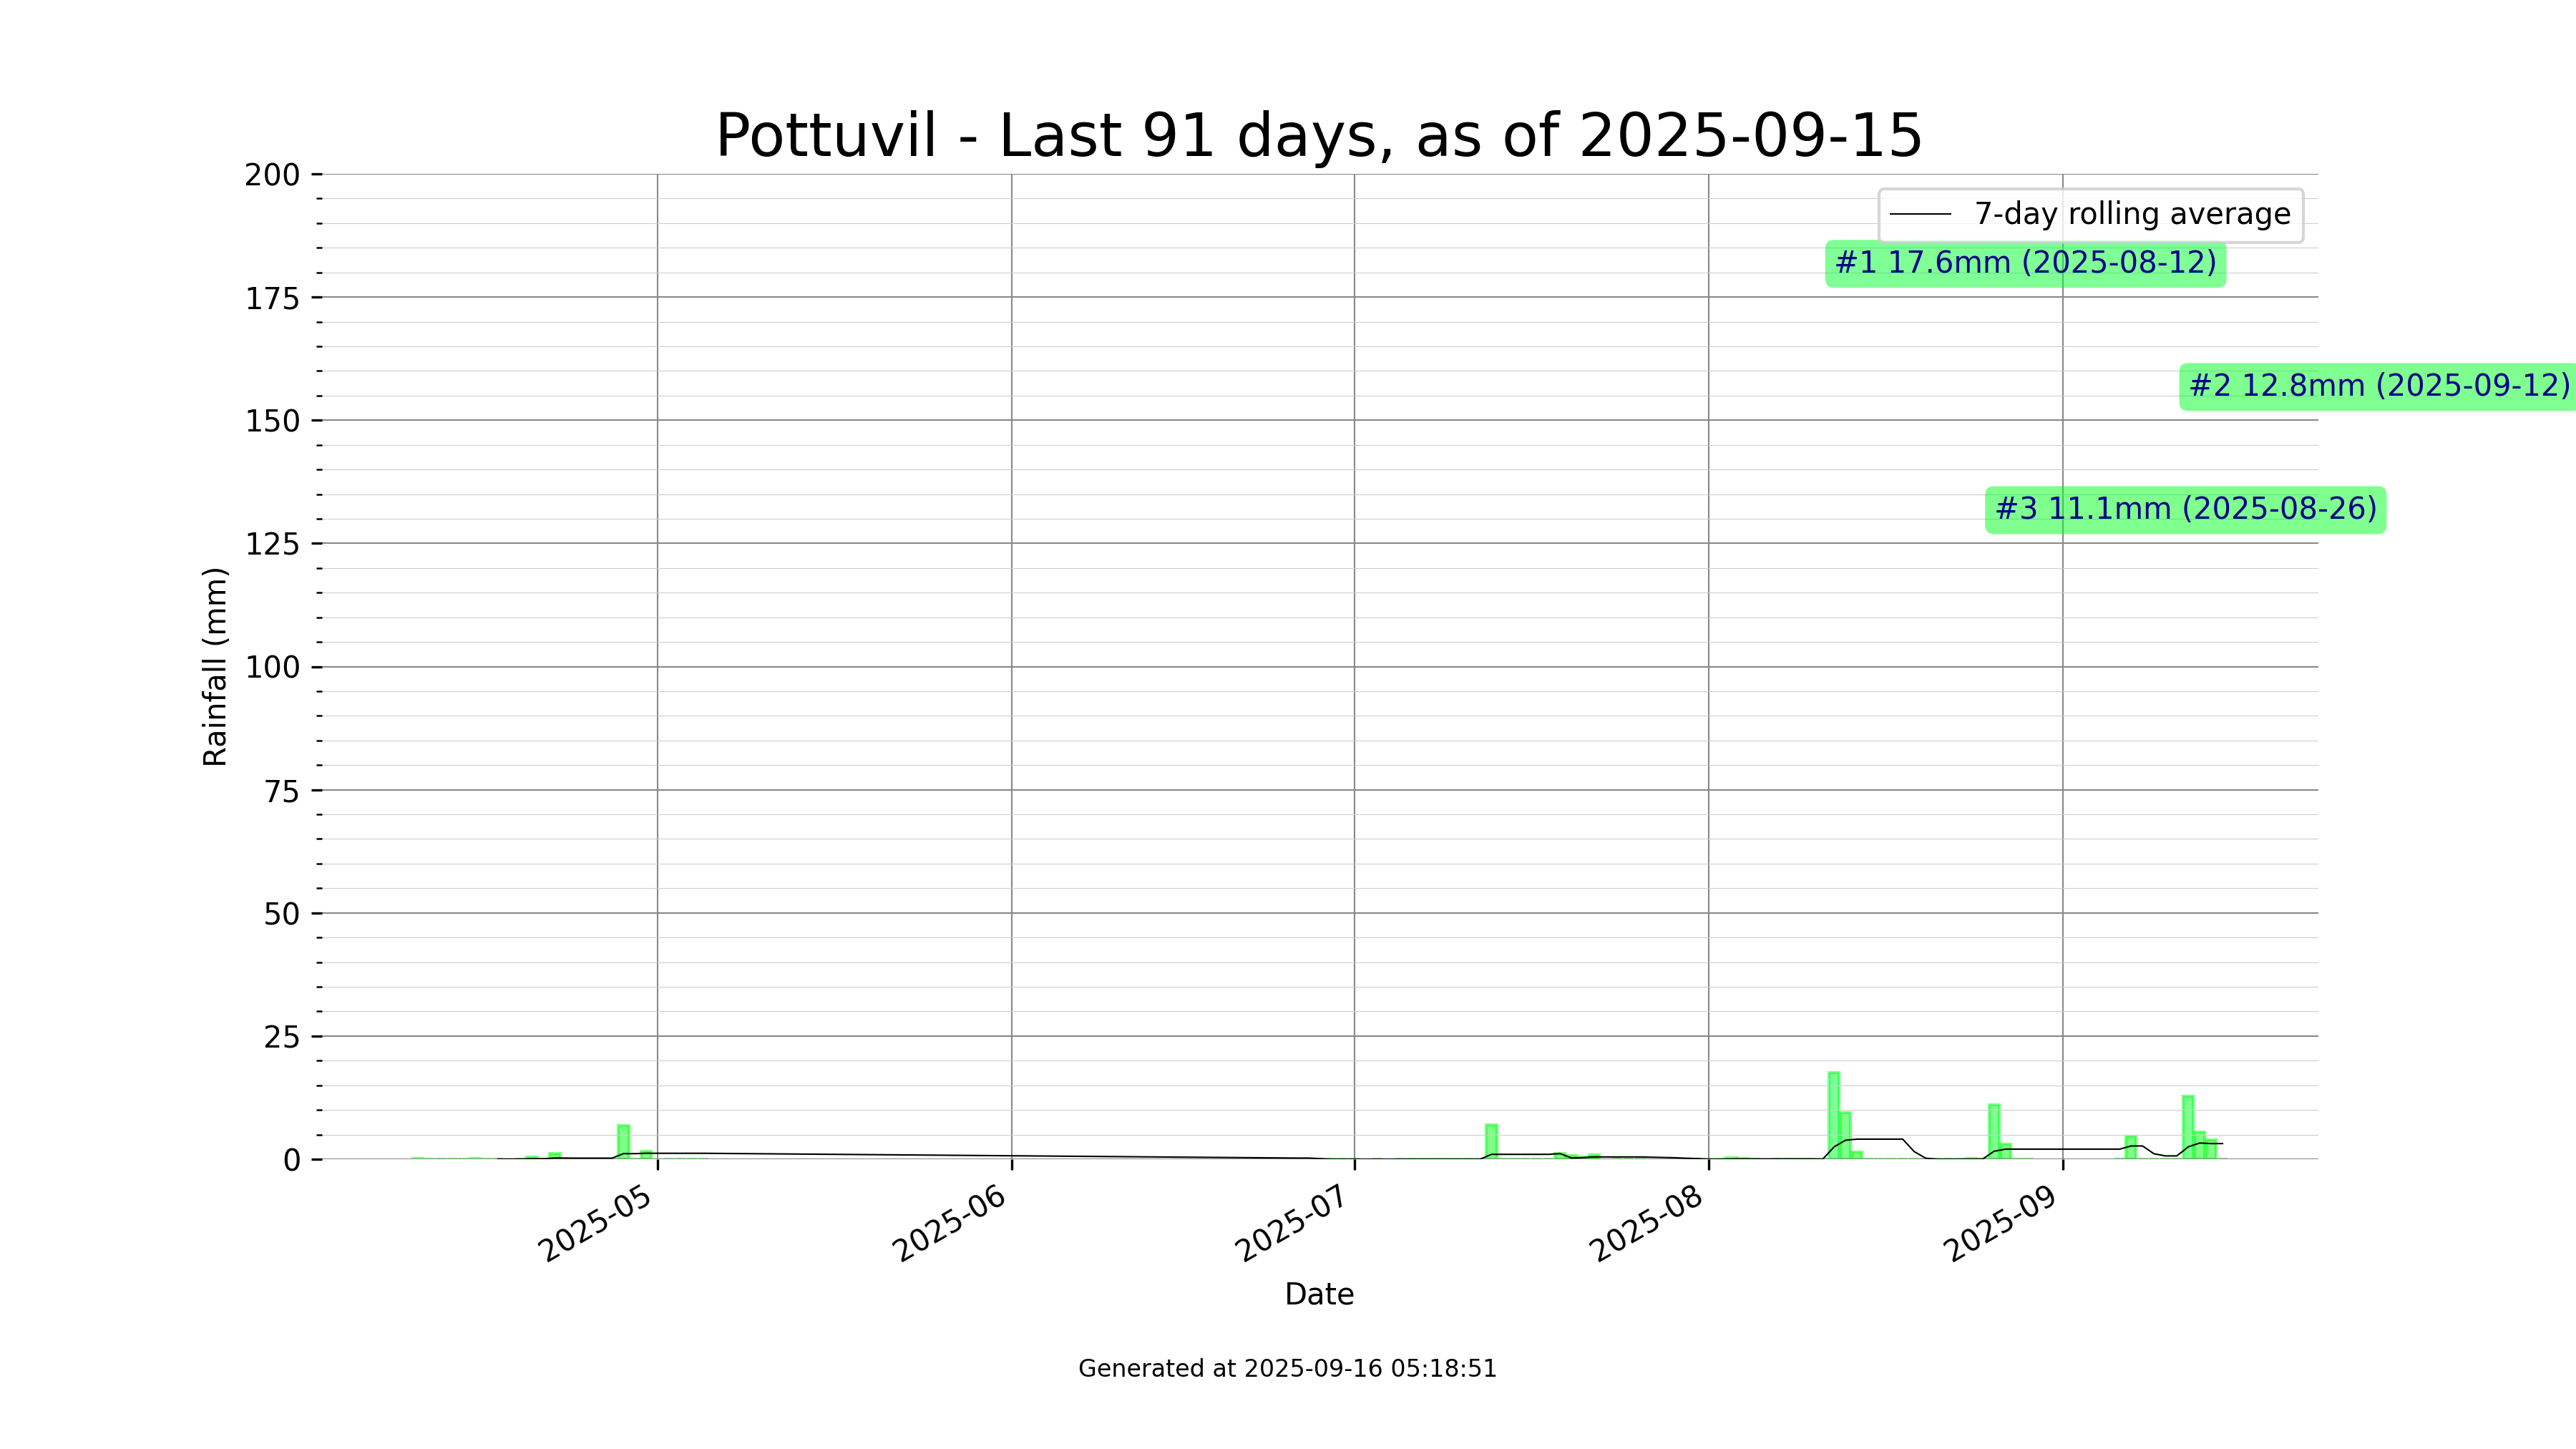 Pottuvil - Last 91 days, as of 2025-09-15
200
175
150
125
100
75
50
25
0
Rainfall (mm)
7-day rolling average
#1 17.6mm (2025-08-12)
#2 12.8mm (2025-09-12)
#3 11.1mm (2025-08-26)
2025-05
2025-06
2025-07
2025-08
2025-09
Date
Generated at 2025-09-16 05:18:51